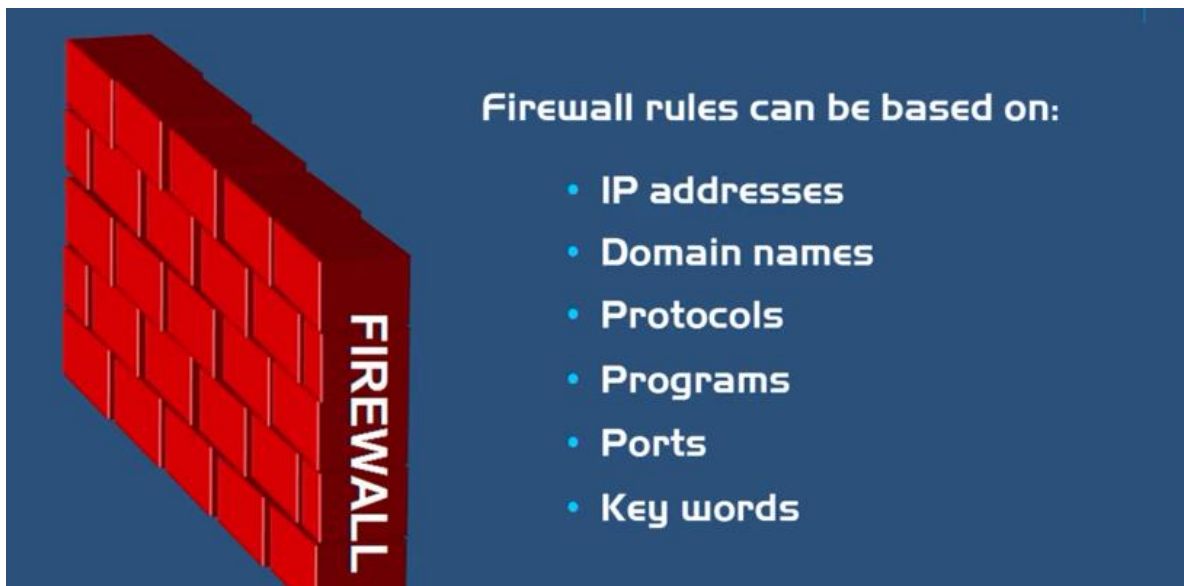 Firewall rules can be based on:
• IP addresses
• Domain names
• Protocols
• Programs
• Ports
• Key words
FIREWALL